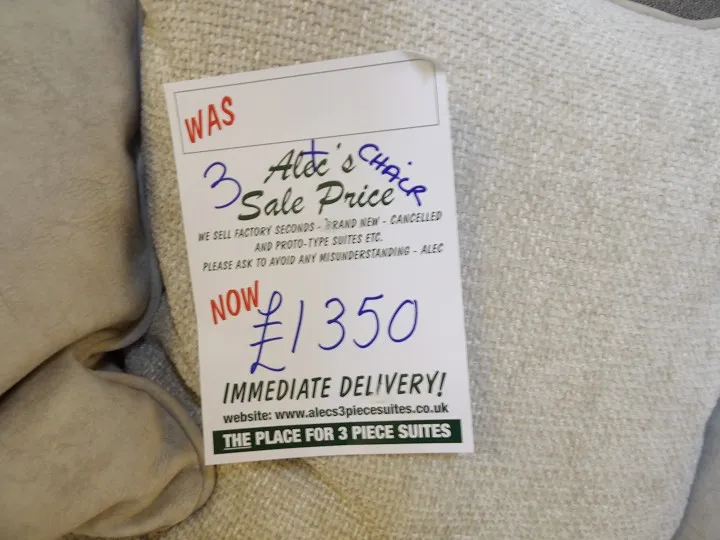 WAS
3 + CHAIR
Alec's
Sale Price
WE SELL FACTORY SECONDS - BRAND NEW - CANCELLED
AND PROTO-TYPE SUITES ETC.
PLEASE ASK TO AVOID ANY MISUNDERSTANDING - ALEC
NOW £1350
IMMEDIATE DELIVERY!
website: www.alecs3piecesuites.co.uk
THE PLACE FOR 3 PIECE SUITES